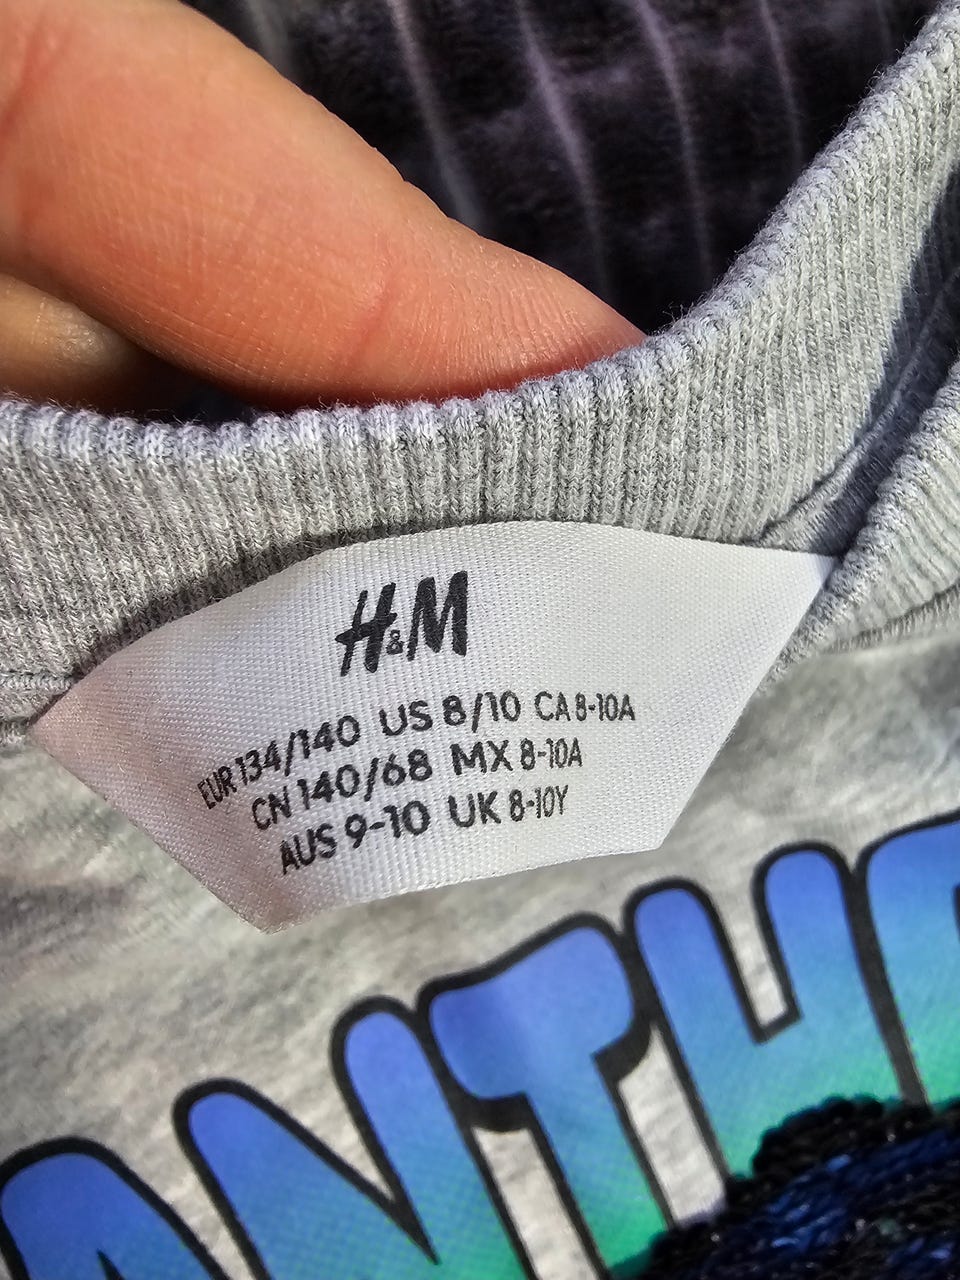 H&M
EUR 134/140 US 8/10 CA 8-10A
CN 140/68 MX 8-10A
AUS 9-10 UK 8-10Y
ANTH